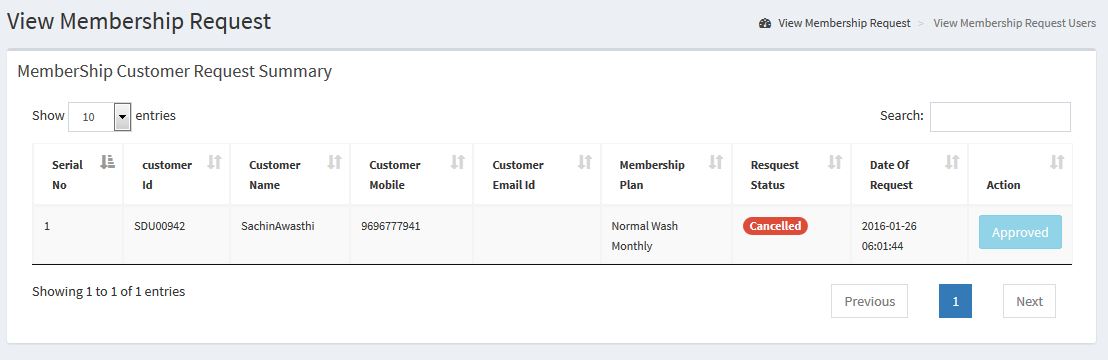 View Membership Request
View Membership Request > View Membership Request Users
MemberShip Customer Request Summary
Show 10 entries
Search:
Serial No
customer Id
Customer Name
Customer Mobile
Customer Email Id
Membership Plan
Resquest Status
Date Of Request
Action
1
SDU00942
SachinAwasthi
9696777941
Normal Wash
Monthly
Cancelled
2016-01-26
06:01:44
Approved
Showing 1 to 1 of 1 entries
Previous 1 Next